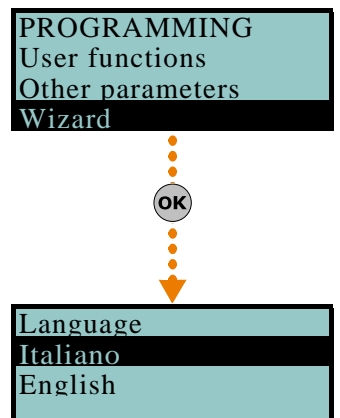 PROGRAMMING
User functions
Other parameters
Wizard
OK
Language
Italiano
English